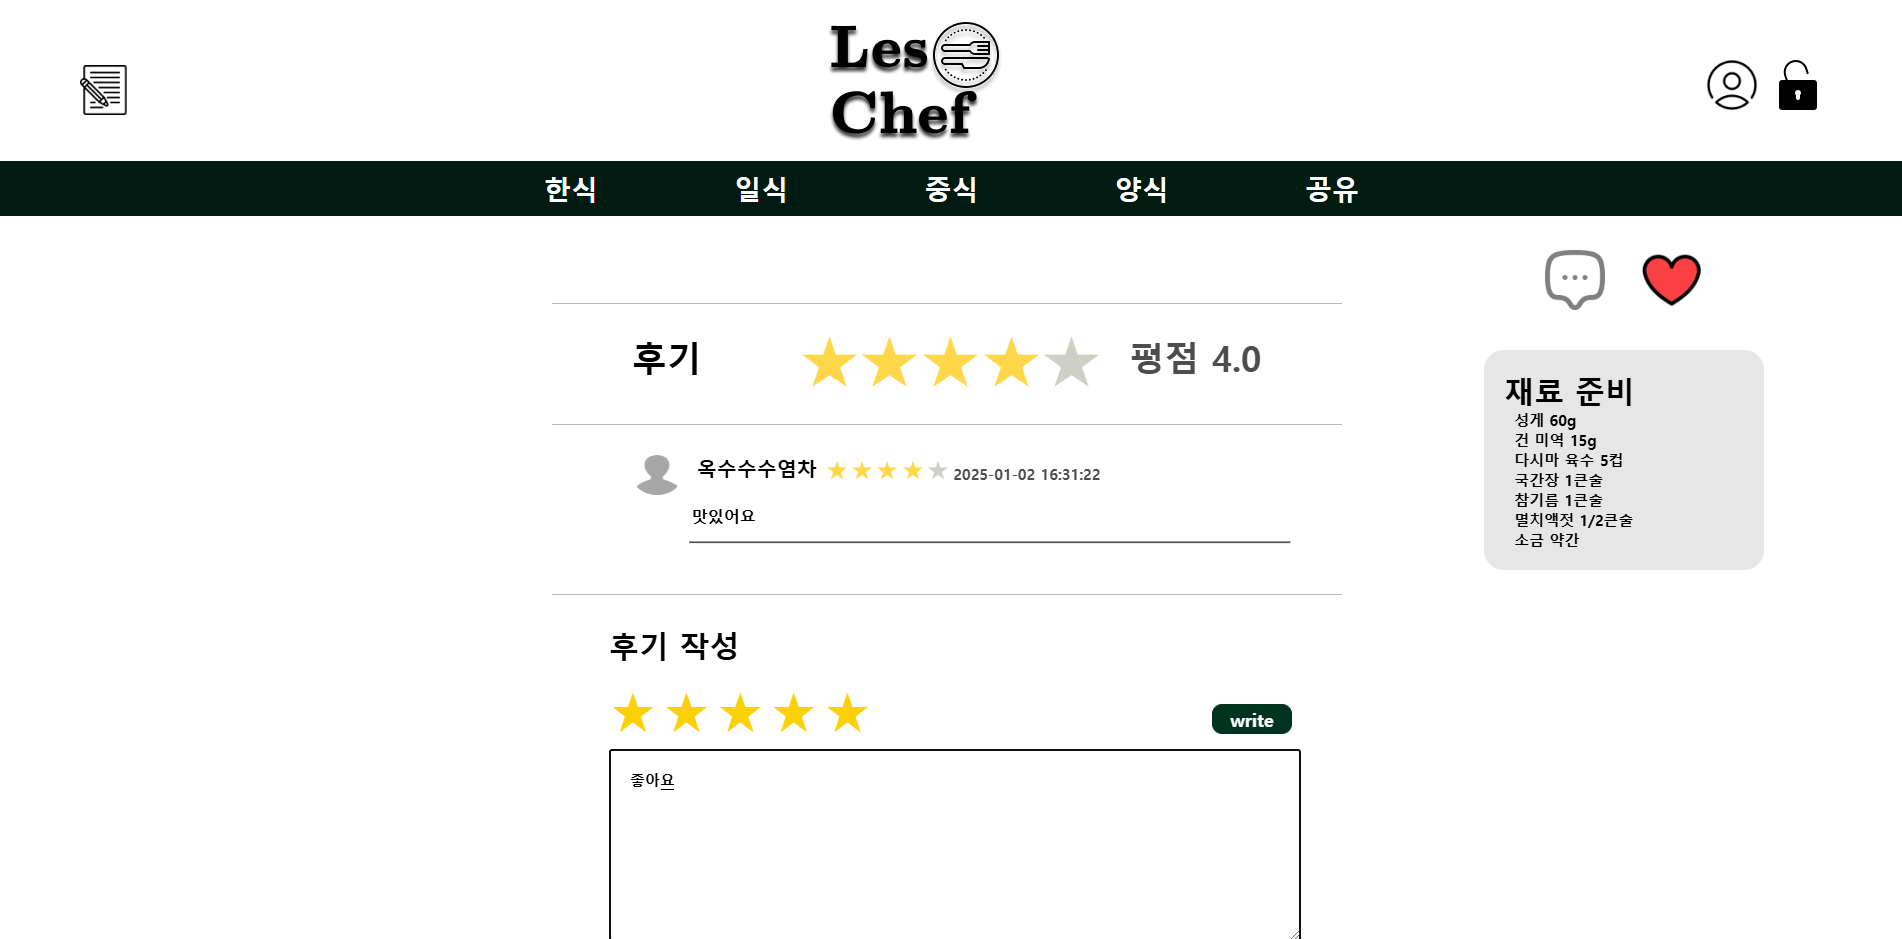 Les
Chef
한식 일식 중식 양식 공유
후기 평점 4.0
옥수수수염차 2025-01-02 16:31:22
맛있어요
후기 작성
write
좋아요
재료 준비
성게 60g
건 미역 15g
다시마 육수 5컵
국간장 1큰술
참기름 1큰술
멸치액젓 1/2큰술
소금 약간